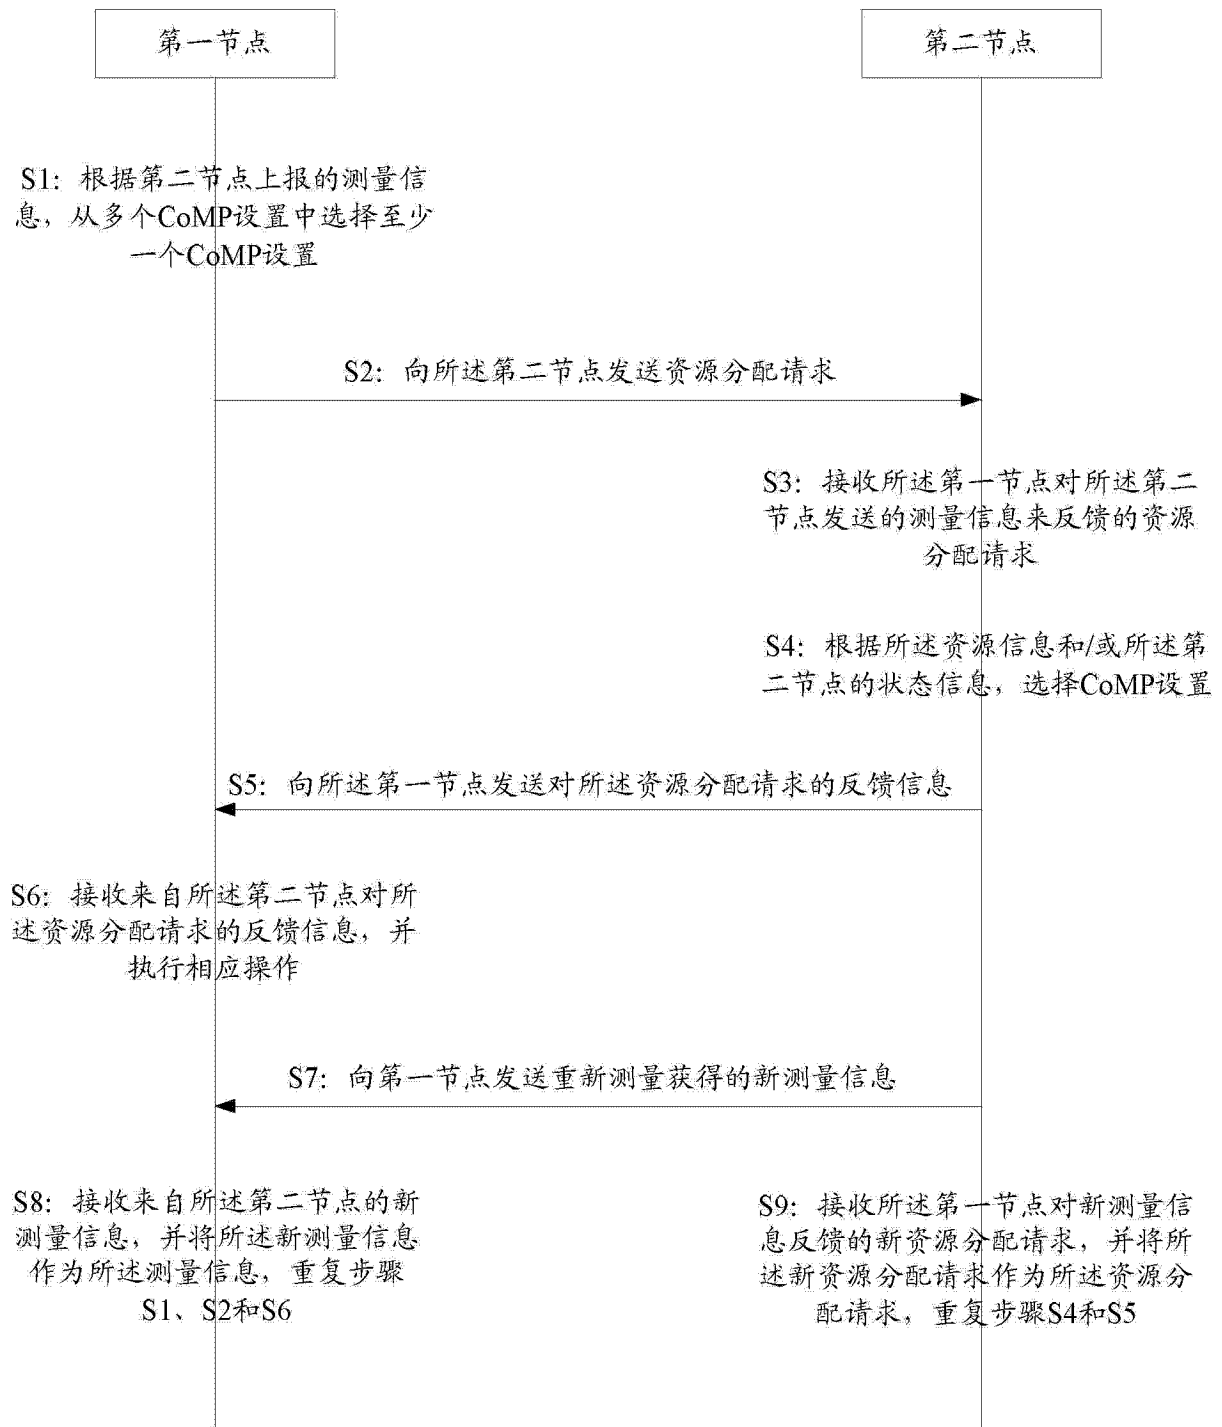 第一节点
第二节点
S1：根据第二节点上报的测量信
息，从多个CoMP设置中选择至少
一个CoMP设置
S2：向所述第二节点发送资源分配请求
S3：接收所述第一节点对所述第二
节点发送的测量信息来反馈的资源
分配请求
S4：根据所述资源信息和/或所述第
二节点的状态信息，选择CoMP设置
S5：向所述第一节点发送对所述资源分配请求的反馈信息
S6：接收来自所述第二节点对所
述资源分配请求的反馈信息，并
执行相应操作
S7：向第一节点发送重新测量获得的新测量信息
S8：接收来自所述第二节点的新
测量信息，并将所述新测量信息
作为所述测量信息，重复步骤
S1、S2和S6
S9：接收所述第一节点对新测量信
息反馈的新资源分配请求，并将所
述新资源分配请求作为所述资源分
配请求，重复步骤S4和S5